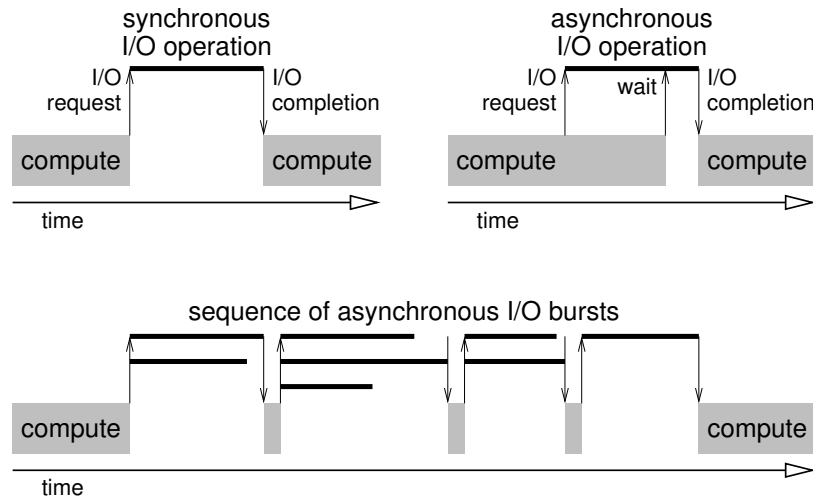 synchronous
I/O operation
I/O
request
I/O
completion
compute
compute
time
asynchronous
I/O operation
I/O
request
wait
I/O
completion
compute
compute
time
sequence of asynchronous I/O bursts
compute
compute
time